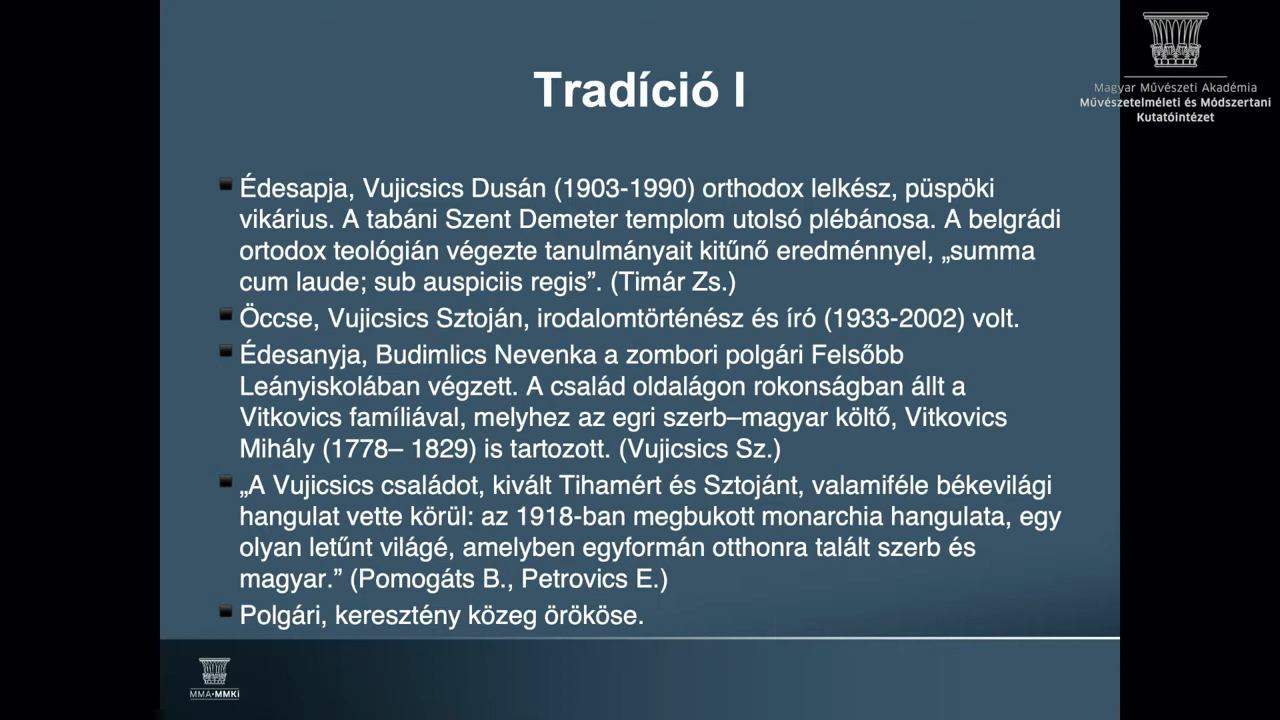 Tradíció I
Magyar Művészeti Akadémia
Művészetelméleti és Módszertani
Kutatóintézet
Édesapja, Vujicsics Dusán (1903-1990) orthodox lelkész, püspöki
vikárius. A tabáni Szent Demeter templom utolsó plébánosa. A belgrádi
ortodox teológián végezte tanulmányait kitűnő eredménnyel, „summa
cum laude; sub auspiciis regis”. (Timár Zs.)
Öccse, Vujicsics Sztoján, irodalomtörténész és író (1933-2002) volt.
Édesanyja, Budimlics Nevenka a zombori polgári Felsőbb
Leányiskolában végzett. A család oldalágon rokonságban állt a
Vitkovics famíliával, melyhez az egri szerb–magyar költő, Vitkovics
Mihály (1778– 1829) is tartozott. (Vujicsics Sz.)
„A Vujicsics családot, kivált Tihamért és Sztojánt, valamiféle békevilági
hangulat vette körül: az 1918-ban megbukott monarchia hangulata, egy
olyan letűnt világé, amelyben egyformán otthonra talált szerb és
magyar.” (Pomogáts B., Petrovics E.)
Polgári, keresztény közeg örököse.
MMA•MMKI